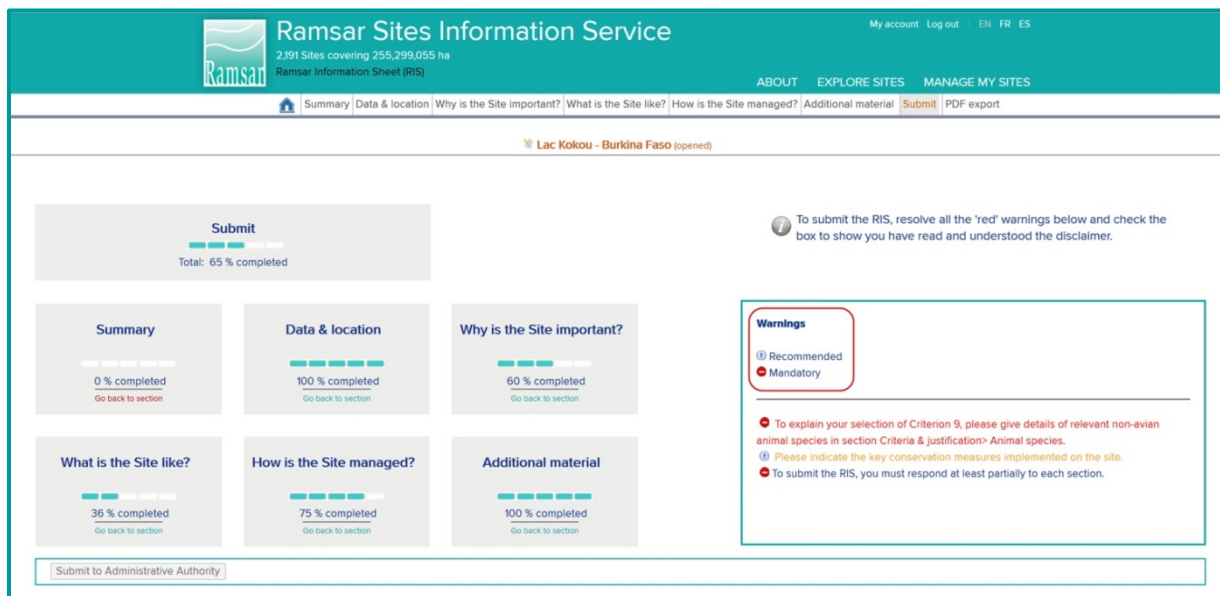 Ramsar
Ramsar Sites Information Service
2,191 Sites covering 255,299,055 ha
Ramsar Information Sheet (RIS)
My account Log out EN FR ES
ABOUT EXPLORE SITES MANAGE MY SITES
Summary Data & location Why is the Site important? What is the Site like? How is the Site managed? Additional material Submit PDF export
Lac Kokou - Burkina Faso (opened)
Submit
Total: 65 % completed
To submit the RIS, resolve all the 'red' warnings below and check the
box to show you have read and understood the disclaimer.
Summary
0 % completed
Go back to section
Data & location
100 % completed
Go back to section
Why is the Site important?
60 % completed
Go back to section
What is the Site like?
36 % completed
Go back to section
How is the Site managed?
75 % completed
Go back to section
Additional material
100 % completed
Go back to section
Warnings
Recommended
Mandatory
To explain your selection of Criterion 9, please give details of relevant non-avian
animal species in section Criteria & justification> Animal species.
Please indicate the key conservation measures implemented on the site.
To submit the RIS, you must respond at least partially to each section.
Submit to Administrative Authority